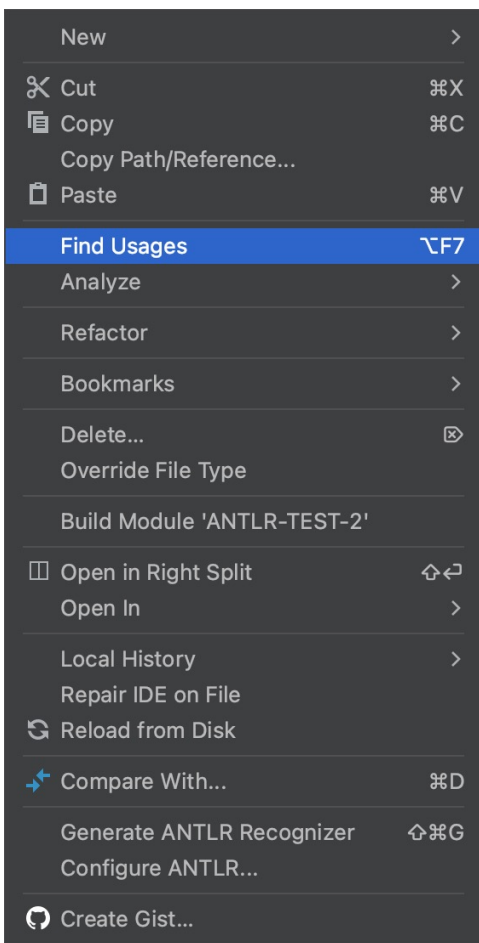 New >
Cut ⌘X
Copy ⌘C
Copy Path/Reference...
Paste ⌘V
Find Usages ⌥F7
Analyze >
Refactor >
Bookmarks >
Delete... ⌦
Override File Type
Build Module 'ANTLR-TEST-2'
Open in Right Split ⇧↩
Open In >
Local History >
Repair IDE on File
Reload from Disk
Compare With... ⌘D
Generate ANTLR Recognizer ⇧⌘G
Configure ANTLR...
Create Gist...